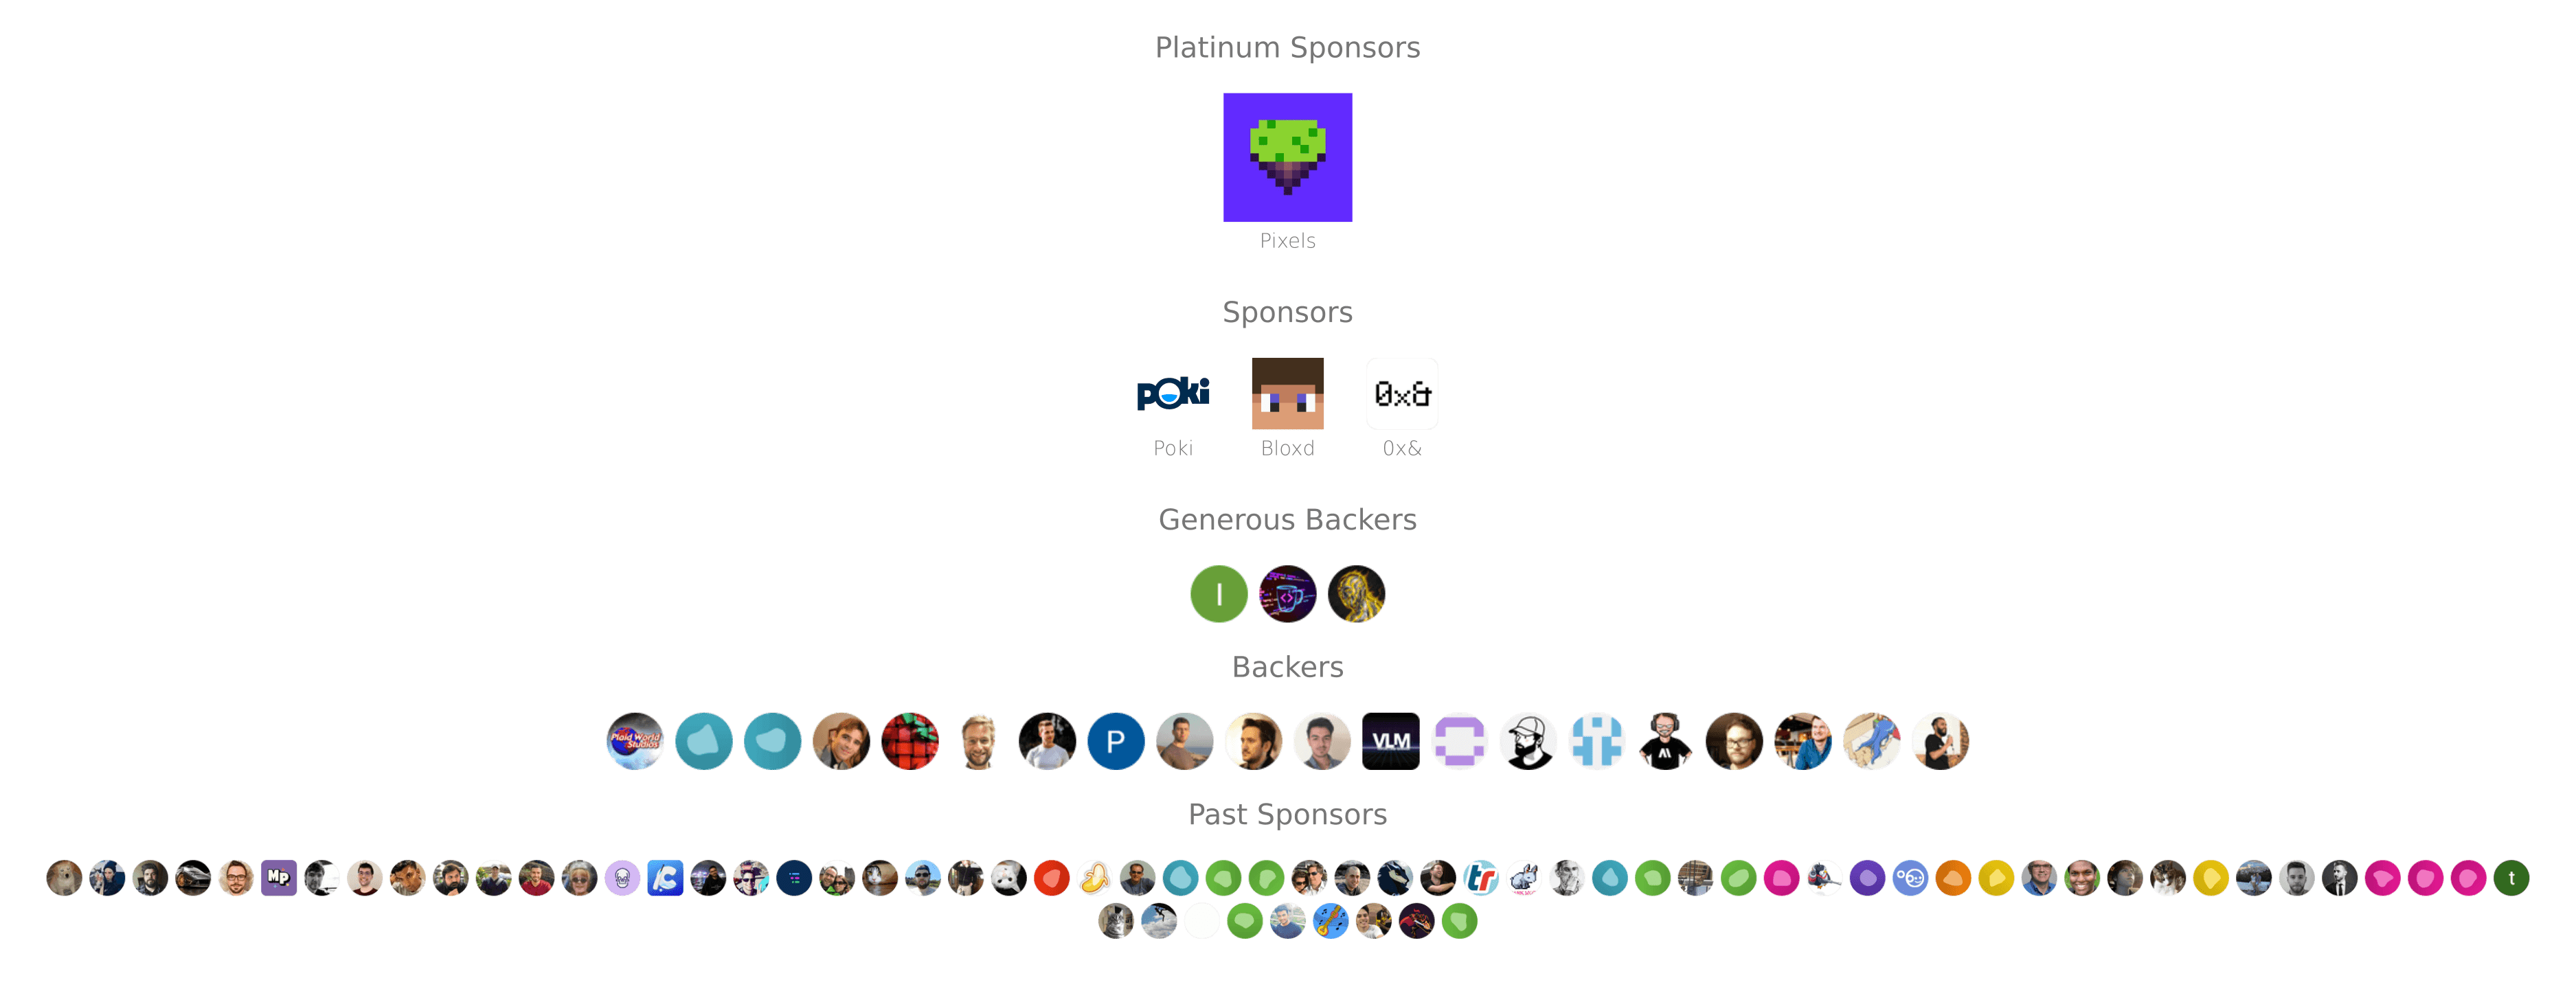 Platinum Sponsors
Pixels
Sponsors
poki
0x&
Poki Bloxd 0x&
Generous Backers
I
<>
Backers
Plaid World Studios
P
VLM
Past Sponsors
MP
tr
t